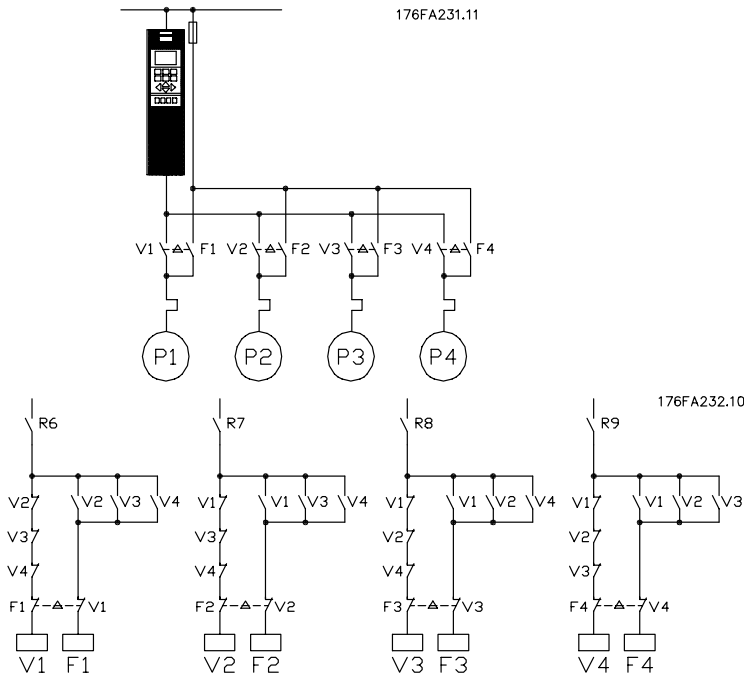 176FA231.11
V1 F1 V2 F2 V3 F3 V4 F4
P1 P2 P3 P4
176FA232.10
R6 R7 R8 R9
V2 V2 V3 V4 V1 V1 V3 V4 V1 V1 V2 V4 V1 V1 V2 V3
V3 V3 V2 V2
V4 V4 V4 V3
F1 V1 F2 V2 F3 V3 F4 V4
V1 F1 V2 F2 V3 F3 V4 F4